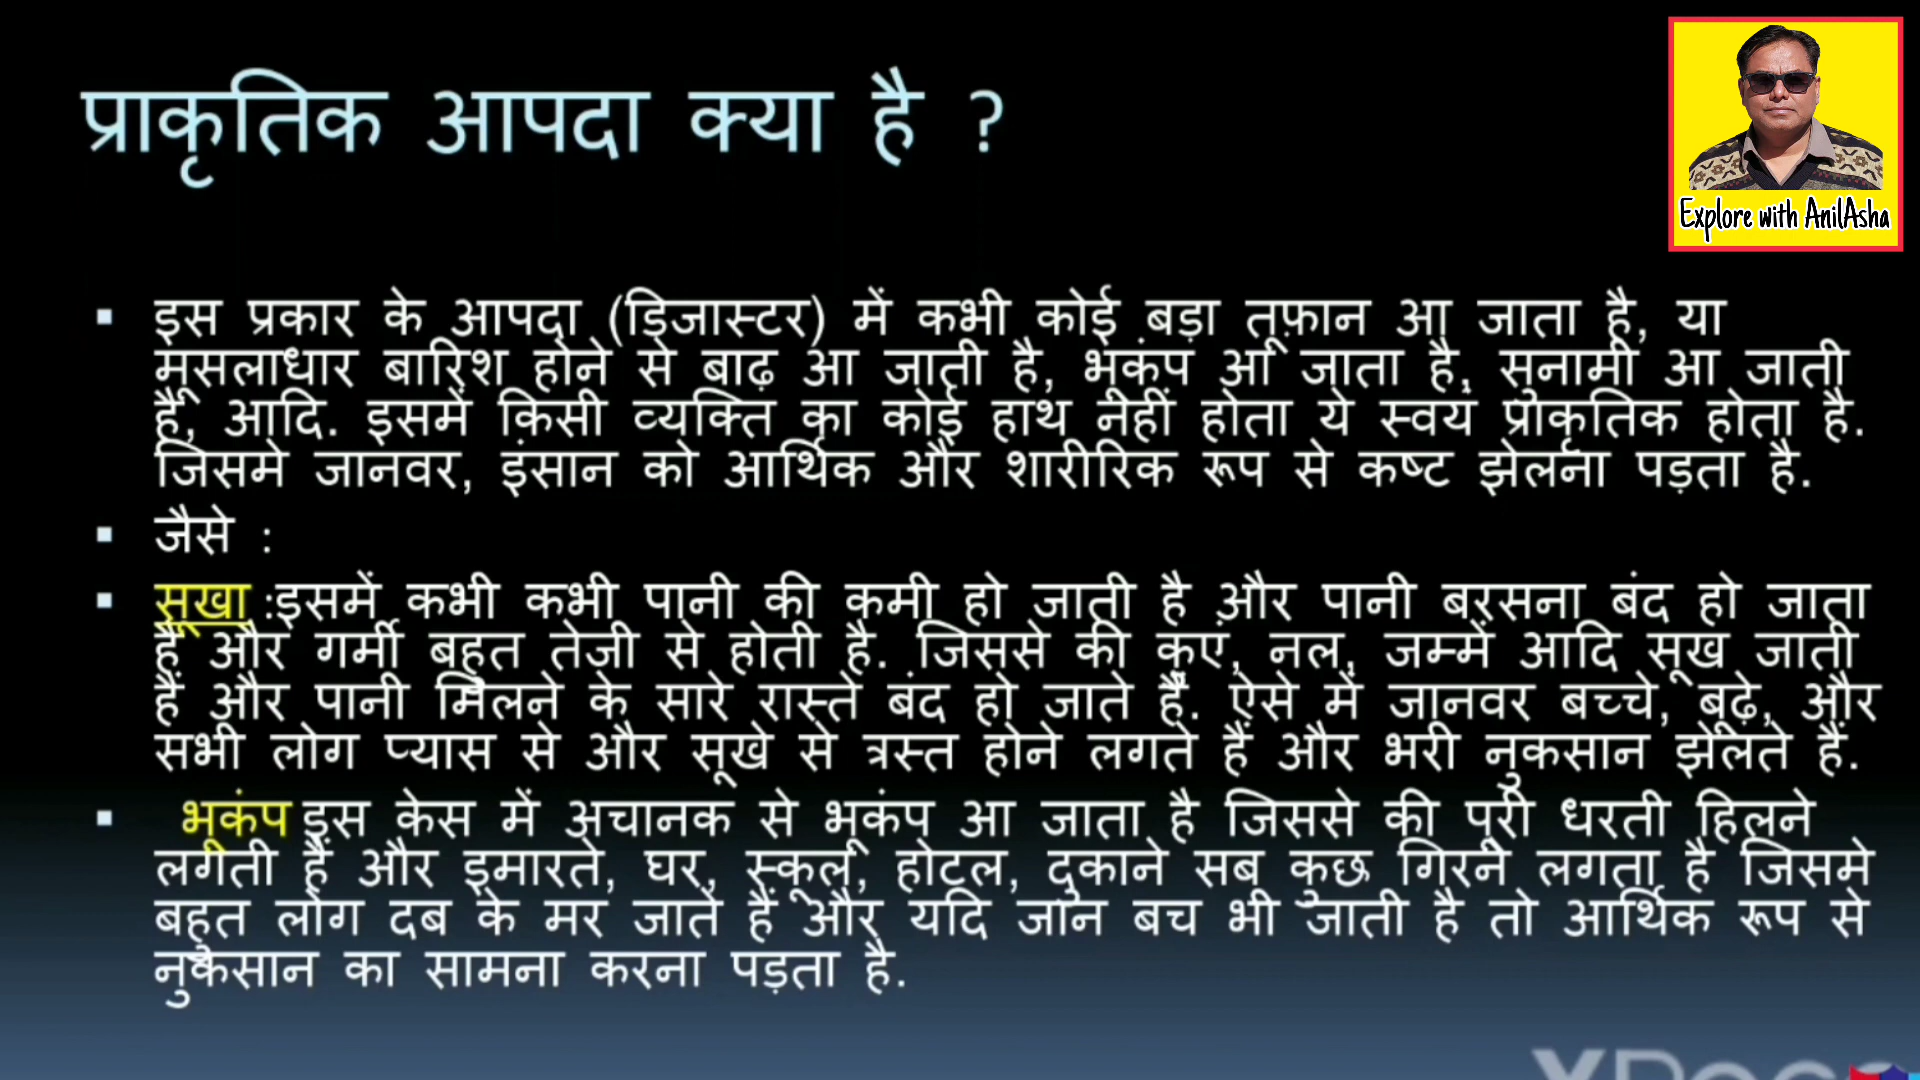 प्राकृतिक आपदा क्या है ?
Explore with AnilAsha
▪ इस प्रकार के आपदा (डिजास्टर) में कभी कोई बड़ा तूफ़ान आ जाता है, या
मूसलाधार बारिश होने से बाढ़ आ जाती है, भूकंप आ जाता है, सुनामी आ जाती
है, आदि. इसमें किसी व्यक्ति का कोई हाथ नहीं होता ये स्वयं प्राकृतिक होता है.
जिसमे जानवर, इंसान को आर्थिक और शारीरिक रूप से कष्ट झेलना पड़ता है.
▪ जैसे :
▪ सूखा :इसमें कभी कभी पानी की कमी हो जाती है और पानी बरसना बंद हो जाता
है और गर्मी बहुत तेज़ी से होती है. जिससे की कुएं, नल, जम्में आदि सूख जाती
हैं और पानी मिलने के सारे रास्ते बंद हो जाते हैं. ऐसे में जानवर बच्चे, बूढ़े, और
सभी लोग प्यास से और सूखे से त्रस्त होने लगते हैं और भरी नुकसान झेलते हैं.
▪ भूकंप इस केस में अचानक से भूकंप आ जाता है जिससे की पूरी धरती हिलने
लगती है और इमारते, घर, स्कूल, होटल, दुकाने सब कुछ गिरने लगता है जिसमे
बहुत लोग दब के मर जाते हैं और यदि जान बच भी जाती है तो आर्थिक रूप से
नुकसान का सामना करना पड़ता है.